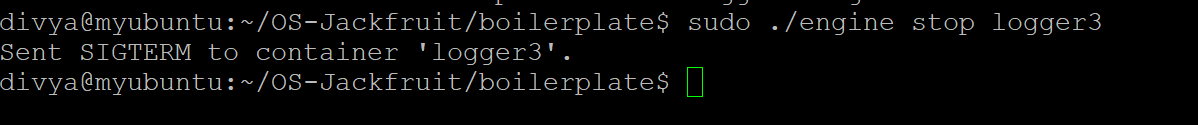 divya@myubuntu:~/OS-Jackfruit/boilerplate$ sudo ./engine stop logger3
Sent SIGTERM to container 'logger3'.
divya@myubuntu:~/OS-Jackfruit/boilerplate$